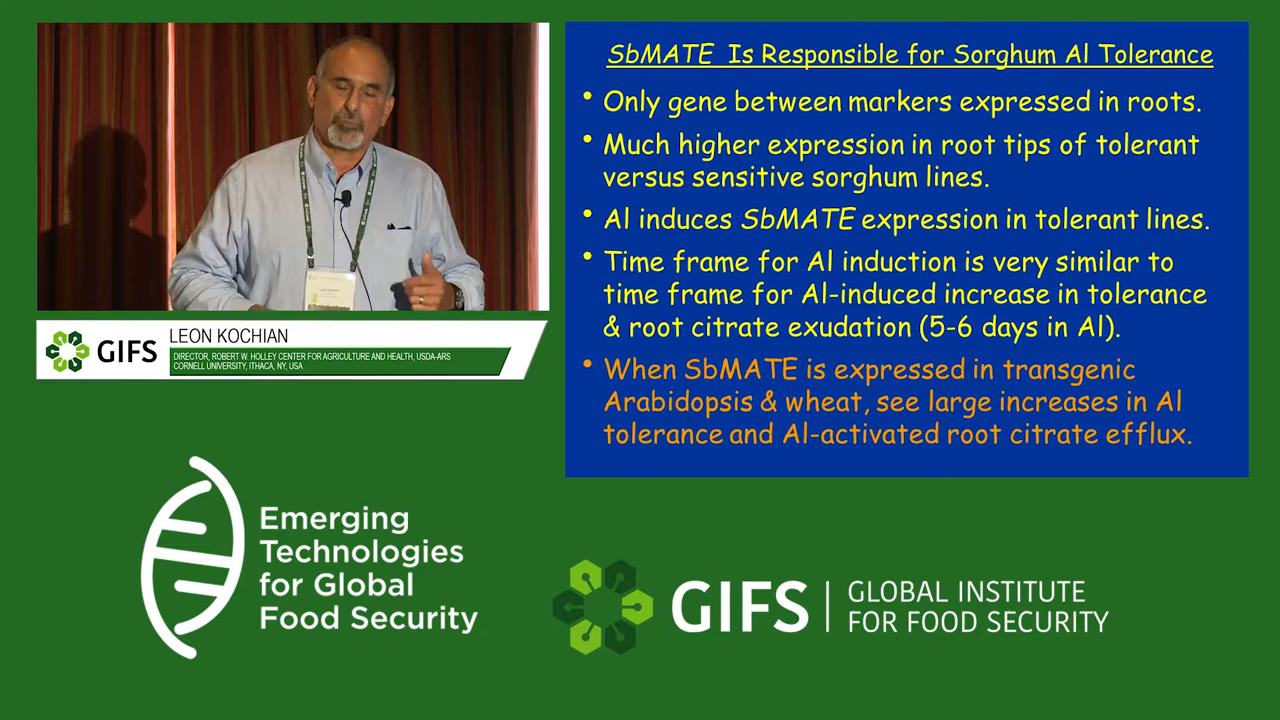 SbMATE Is Responsible for Sorghum Al Tolerance
• Only gene between markers expressed in roots.
• Much higher expression in root tips of tolerant
versus sensitive sorghum lines.
• Al induces SbMATE expression in tolerant lines.
• Time frame for Al induction is very similar to
time frame for Al-induced increase in tolerance
& root citrate exudation (5-6 days in Al).
• When SbMATE is expressed in transgenic
Arabidopsis & wheat, see large increases in Al
tolerance and Al-activated root citrate efflux.
GIFS
LEON KOCHIAN
DIRECTOR, ROBERT W. HOLLEY CENTER FOR AGRICULTURE AND HEALTH, USDA-ARS
CORNELL UNIVERSITY, ITHACA, NY, USA
Emerging
Technologies
for Global
Food Security
GIFS
GLOBAL INSTITUTE
FOR FOOD SECURITY